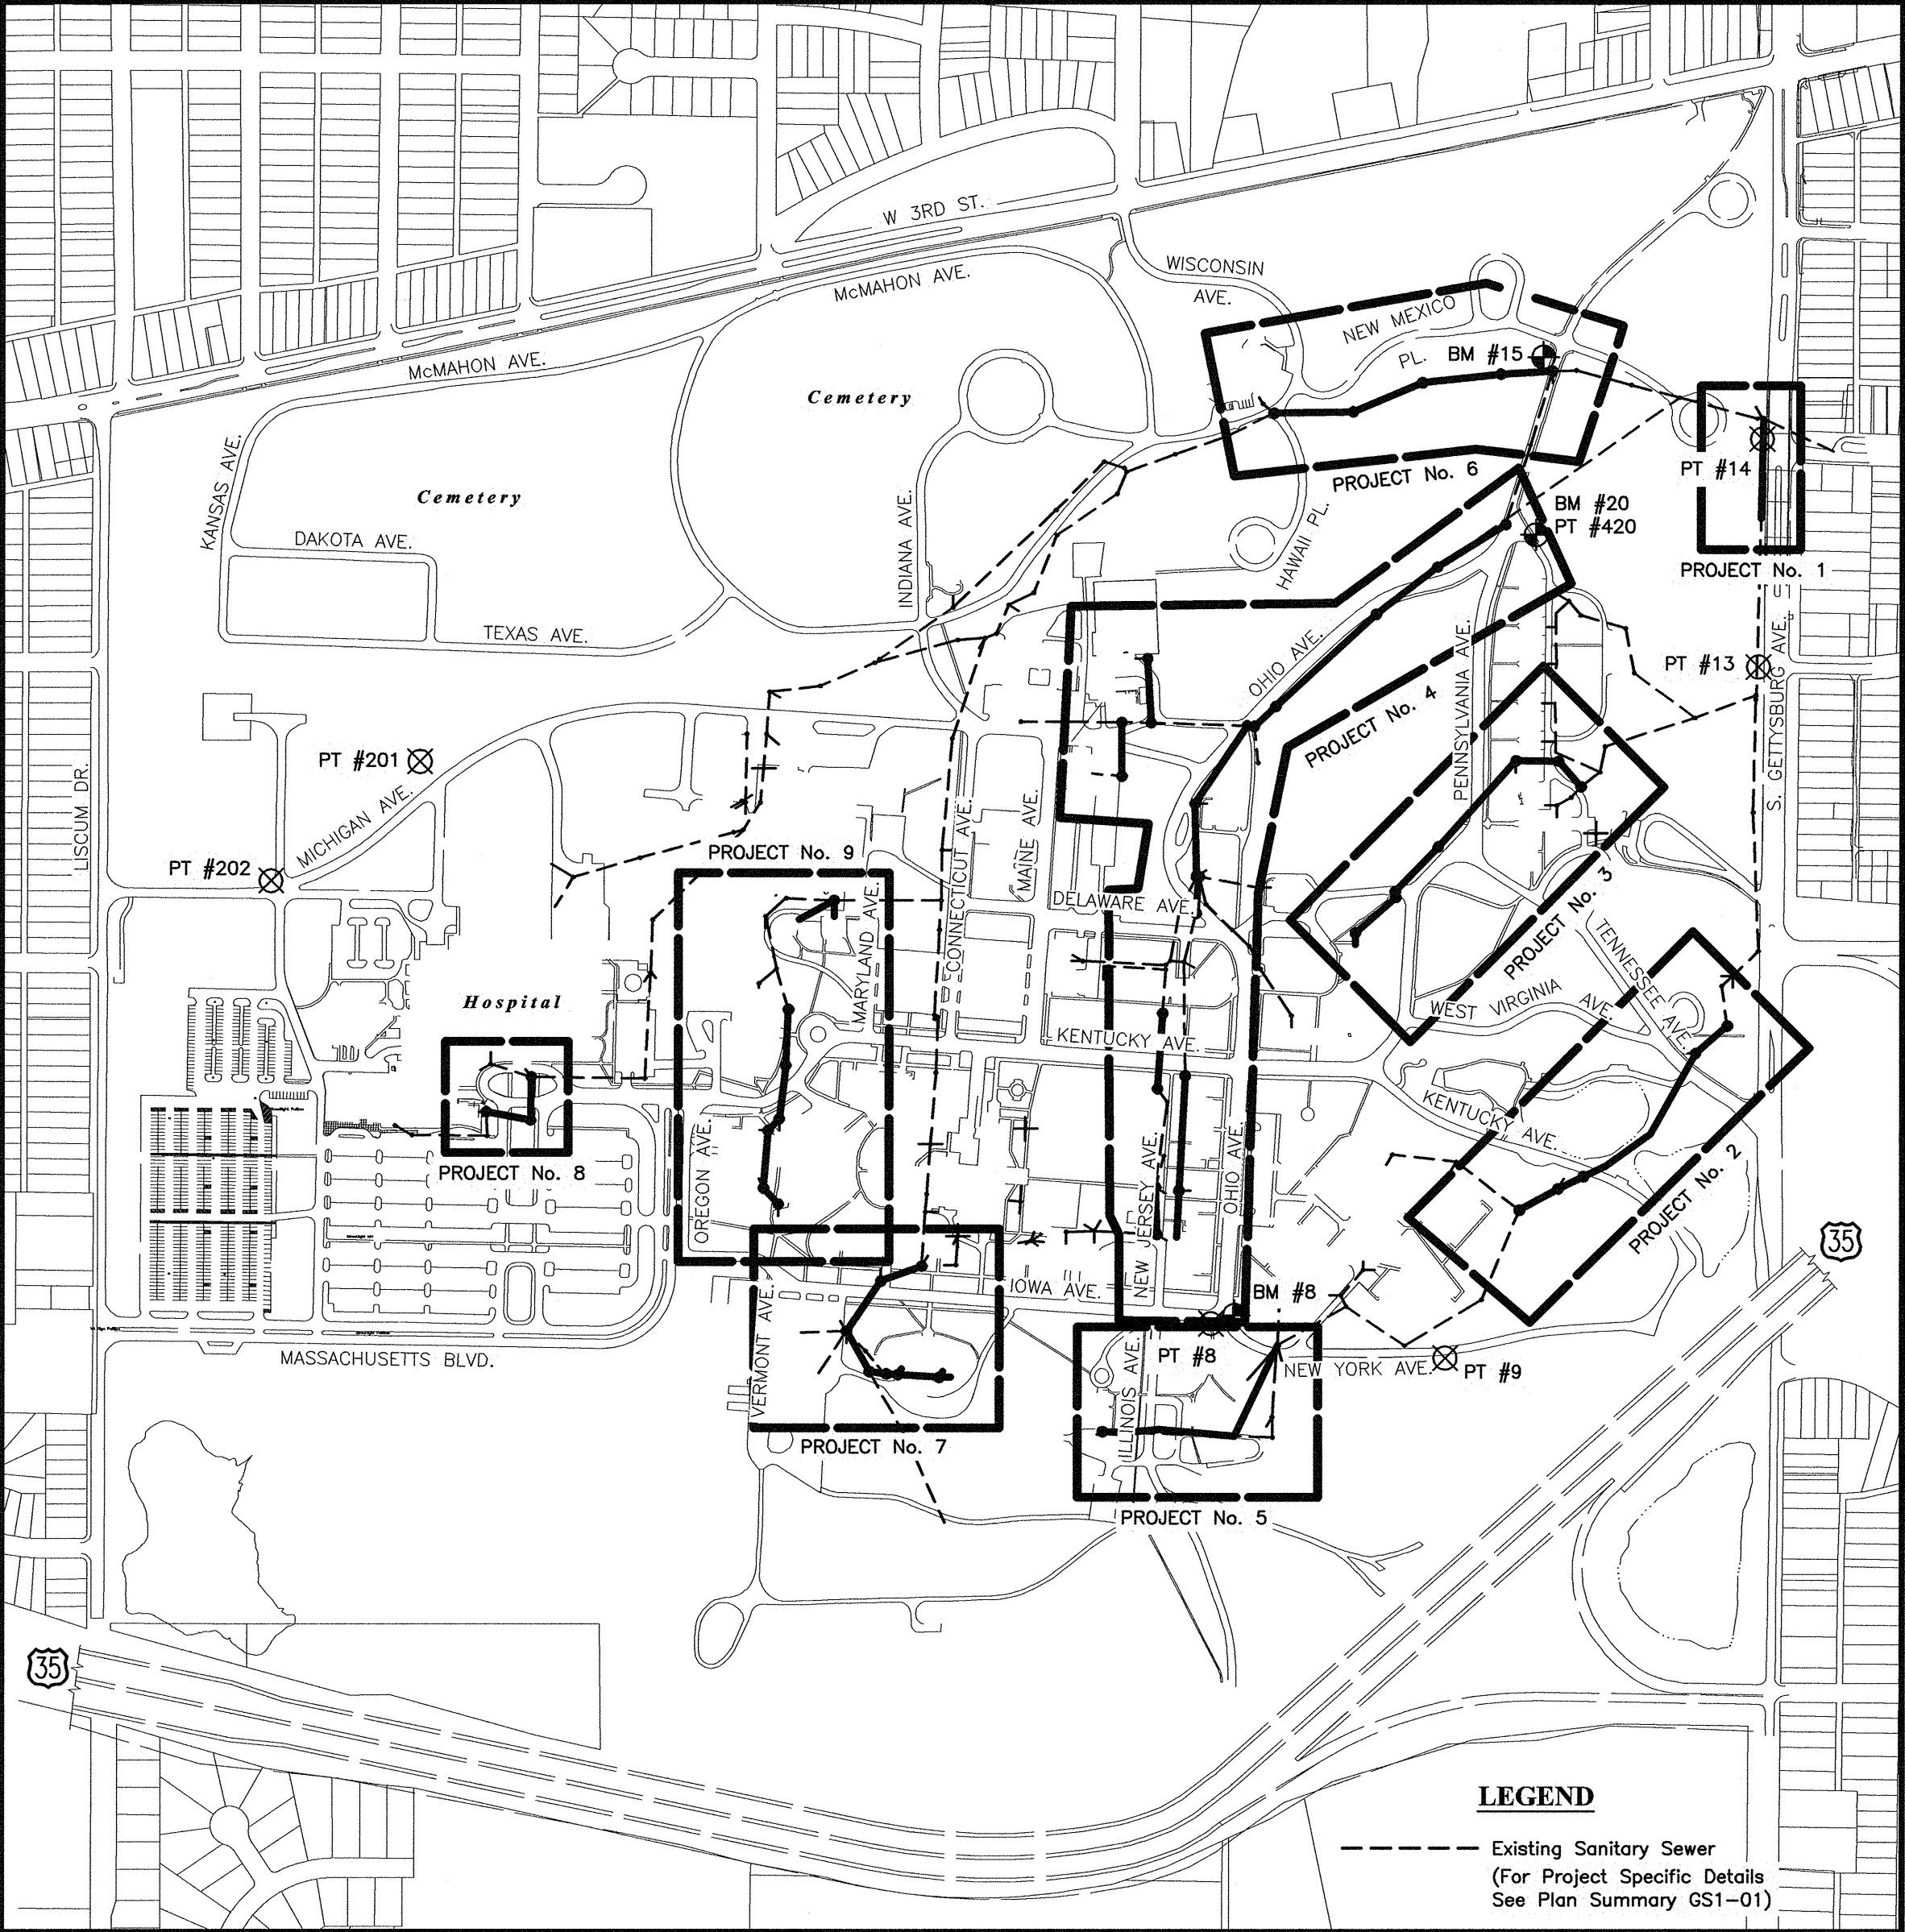 W 3RD ST.
McMAHON AVE.
WISCONSIN
AVE.
NEW MEXICO
PL.
BM #15
McMAHON AVE.
Cemetery
PT #14
PROJECT No. 6
KANSAS AVE.
Cemetery
INDIANA AVE.
HAWAII PL.
BM #20
PT #420
DAKOTA AVE.
PROJECT No. 1
TEXAS AVE.
OHIO AVE.
PENNSYLVANIA AVE.
PT #13
S. GETTYSBURG AVE.
PROJECT No. 4
PT #201
LISCUM DR.
MICHIGAN AVE.
PT #202
PROJECT No. 9
CONNECTICUT AVE.
MAINE AVE.
MARYLAND AVE.
DELAWARE AVE.
PROJECT No. 3
TENNESSEE AVE.
Hospital
WEST VIRGINIA
AVE.
KENTUCKY AVE.
KENTUCKY AVE.
PROJECT No. 8
OREGON AVE.
NEW JERSEY AVE.
OHIO AVE.
PROJECT No. 2
35
IOWA AVE.
BM #8
VERMONT AVE.
MASSACHUSETTS BLVD.
PT #8
ILLINOIS AVE.
NEW YORK AVE.
PT #9
PROJECT No. 7
PROJECT No. 5
35
LEGEND
Existing Sanitary Sewer
(For Project Specific Details
See Plan Summary GS1-01)